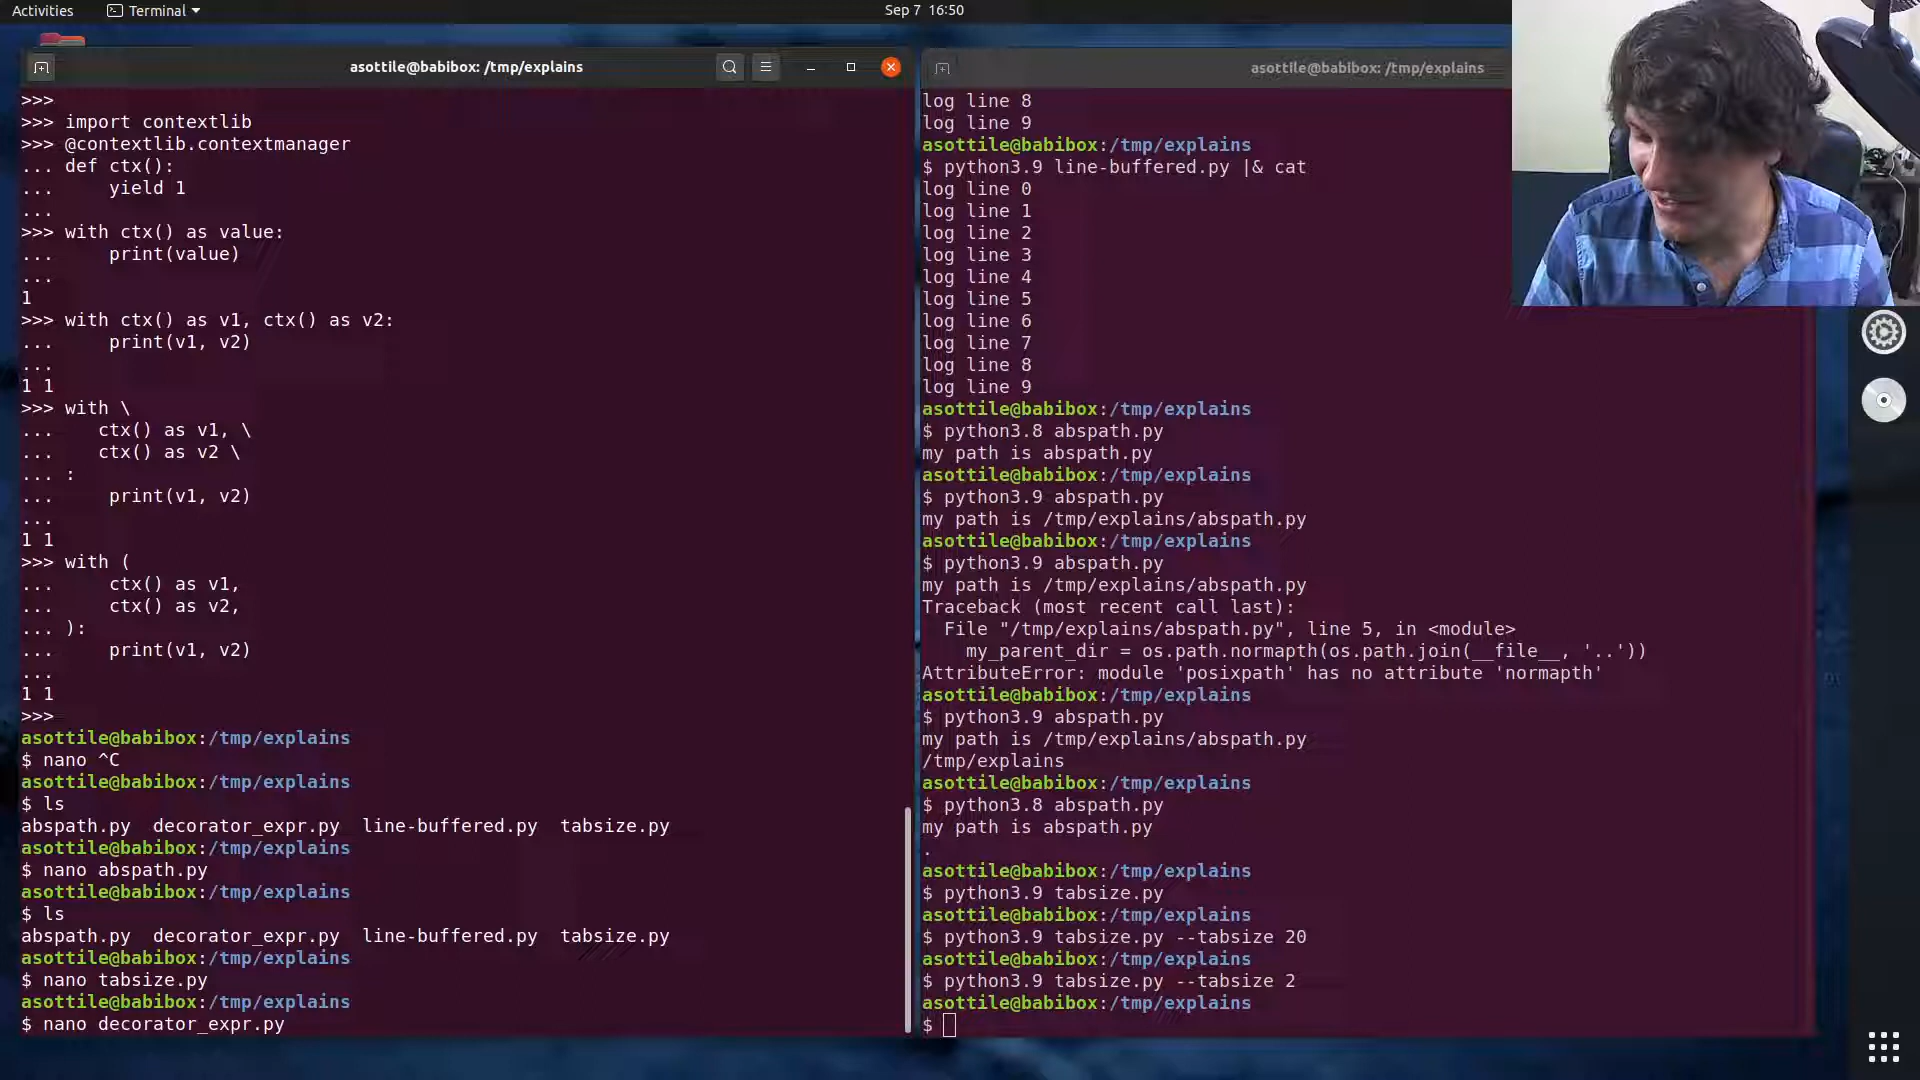 Activities
Terminal
Sep 7 16:50
asottile@babibox: /tmp/explains
>>>
>>> import contextlib
>>> @contextlib.contextmanager
... def ctx():
...     yield 1
...
>>> with ctx() as value:
...     print(value)
...
1
>>> with ctx() as v1, ctx() as v2:
...     print(v1, v2)
...
1 1
>>> with \
...    ctx() as v1, \
...    ctx() as v2 \
... :
...     print(v1, v2)
...
1 1
>>> with (
...     ctx() as v1,
...     ctx() as v2,
... ):
...     print(v1, v2)
...
1 1
>>>
asottile@babibox:/tmp/explains
$ nano ^C
asottile@babibox:/tmp/explains
$ ls
abspath.py  decorator_expr.py  line-buffered.py  tabsize.py
asottile@babibox:/tmp/explains
$ nano abspath.py
asottile@babibox:/tmp/explains
$ ls
abspath.py  decorator_expr.py  line-buffered.py  tabsize.py
asottile@babibox:/tmp/explains
$ nano tabsize.py
asottile@babibox:/tmp/explains
$ nano decorator_expr.py
asottile@babibox: /tmp/explains
log line 8
log line 9
asottile@babibox:/tmp/explains
$ python3.9 line-buffered.py |& cat
log line 0
log line 1
log line 2
log line 3
log line 4
log line 5
log line 6
log line 7
log line 8
log line 9
asottile@babibox:/tmp/explains
$ python3.8 abspath.py
my path is abspath.py
asottile@babibox:/tmp/explains
$ python3.9 abspath.py
my path is /tmp/explains/abspath.py
asottile@babibox:/tmp/explains
$ python3.9 abspath.py
my path is /tmp/explains/abspath.py
Traceback (most recent call last):
  File "/tmp/explains/abspath.py", line 5, in <module>
    my_parent_dir = os.path.normapth(os.path.join(__file__, '..'))
AttributeError: module 'posixpath' has no attribute 'normapth'
asottile@babibox:/tmp/explains
$ python3.9 abspath.py
my path is /tmp/explains/abspath.py
/tmp/explains
asottile@babibox:/tmp/explains
$ python3.8 abspath.py
my path is abspath.py
.
asottile@babibox:/tmp/explains
$ python3.9 tabsize.py
asottile@babibox:/tmp/explains
$ python3.9 tabsize.py --tabsize 20
asottile@babibox:/tmp/explains
$ python3.9 tabsize.py --tabsize 2
asottile@babibox:/tmp/explains
$